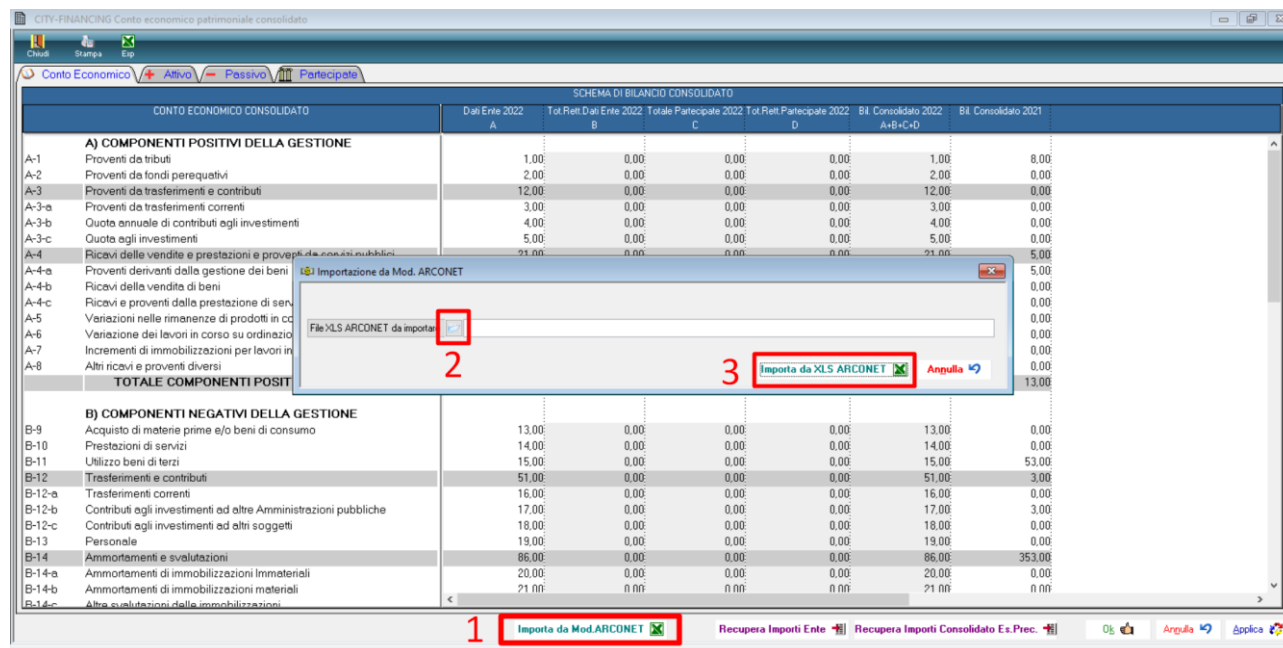 CITY-FINANCING Conto economico patrimoniale consolidato
Chiudi Stampa Esp
Conto Economico Attivo Passivo Partecipate
SCHEMA DI BILANCIO CONSOLIDATO
CONTO ECONOMICO CONSOLIDATO Dati Ente 2022 Tot.Rett.Dati Ente 2022 Totale Partecipate 2022 Tot.Rett.Partecipate 2022 Bil. Consolidato 2022 Bil. Consolidato 2021
A B C D A+B+C+D
A) COMPONENTI POSITIVI DELLA GESTIONE
A-1 Proventi da tributi 1,00 0,00 0,00 0,00 1,00 8,00
A-2 Proventi da fondi perequativi 2,00 0,00 0,00 0,00 2,00 0,00
A-3 Proventi da trasferimenti e contributi 12,00 0,00 0,00 0,00 12,00 0,00
A-3-a Proventi da trasferimenti correnti 3,00 0,00 0,00 0,00 3,00 0,00
A-3-b Quota annuale di contributi agli investimenti 4,00 0,00 0,00 0,00 4,00 0,00
A-3-c Quota agli investimenti 5,00 0,00 0,00 0,00 5,00 0,00
A-4 Ricavi delle vendite e prestazioni e proventi da servizi pubblici 21,00 0,00 0,00 0,00 21,00 5,00
A-4-a Proventi derivanti dalla gestione dei beni 5,00
A-4-b Ricavi della vendita di beni 0,00
A-4-c Ricavi e proventi dalla prestazione di serv 0,00
A-5 Variazioni nelle rimanenze di prodotti in co 0,00
A-6 Variazione dei lavori in corso su ordinazio 0,00
A-7 Incrementi di immobilizzazioni per lavori in 0,00
A-8 Altri ricavi e proventi diversi 0,00
TOTALE COMPONENTI POSIT 13,00
Importazione da Mod. ARCONET
File XLS ARCONET da importare
2
3 Importa da XLS ARCONET Annulla
B) COMPONENTI NEGATIVI DELLA GESTIONE
B-9 Acquisto di materie prime e/o beni di consumo 13,00 0,00 0,00 0,00 13,00 0,00
B-10 Prestazioni di servizi 14,00 0,00 0,00 0,00 14,00 0,00
B-11 Utilizzo beni di terzi 15,00 0,00 0,00 0,00 15,00 53,00
B-12 Trasferimenti e contributi 51,00 0,00 0,00 0,00 51,00 3,00
B-12-a Trasferimenti correnti 16,00 0,00 0,00 0,00 16,00 0,00
B-12-b Contributi agli investimenti ad altre Amministrazioni pubbliche 17,00 0,00 0,00 0,00 17,00 3,00
B-12-c Contributi agli investimenti ad altri soggetti 18,00 0,00 0,00 0,00 18,00 0,00
B-13 Personale 19,00 0,00 0,00 0,00 19,00 0,00
B-14 Ammortamenti e svalutazioni 86,00 0,00 0,00 0,00 86,00 353,00
B-14-a Ammortamenti di immobilizzazioni Immateriali 20,00 0,00 0,00 0,00 20,00 0,00
B-14-b Ammortamenti di immobilizzazioni materiali 21,00 0,00 0,00 0,00 21,00 0,00
B-14-c Altre svalutazioni delle immobilizzazioni
1 Importa da Mod.ARCONET Recupera Importi Ente Recupera Importi Consolidato Es.Prec. Ok Annulla Applica